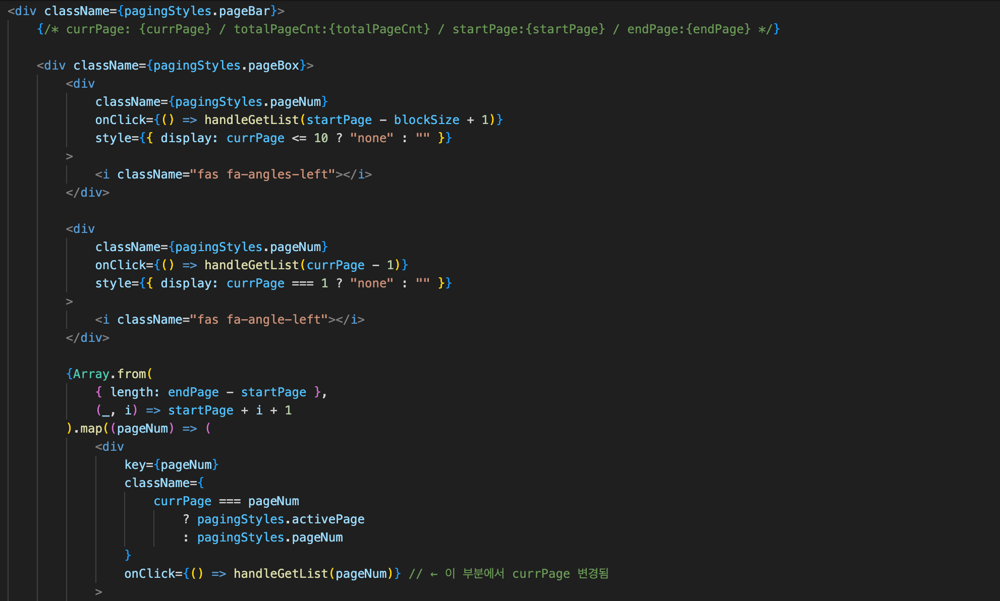 <div className={pagingStyles.pageBar}>
    {/* currPage: {currPage} / totalPageCnt:{totalPageCnt} / startPage:{startPage} / endPage:{endPage} */}

    <div className={pagingStyles.pageBox}>
        <div
            className={pagingStyles.pageNum}
            onClick={() => handleGetList(startPage - blockSize + 1)}
            style={{ display: currPage <= 10 ? "none" : "" }}
        >
            <i className="fas fa-angles-left"></i>
        </div>

        <div
            className={pagingStyles.pageNum}
            onClick={() => handleGetList(currPage - 1)}
            style={{ display: currPage === 1 ? "none" : "" }}
        >
            <i className="fas fa-angle-left"></i>
        </div>

        {Array.from(
            { length: endPage - startPage },
            (_, i) => startPage + i + 1
        ).map((pageNum) => (
            <div
                key={pageNum}
                className={
                    currPage === pageNum
                        ? pagingStyles.activePage
                        : pagingStyles.pageNum
                }
                onClick={() => handleGetList(pageNum)} // ← 이 부분에서 currPage 변경됨
            >